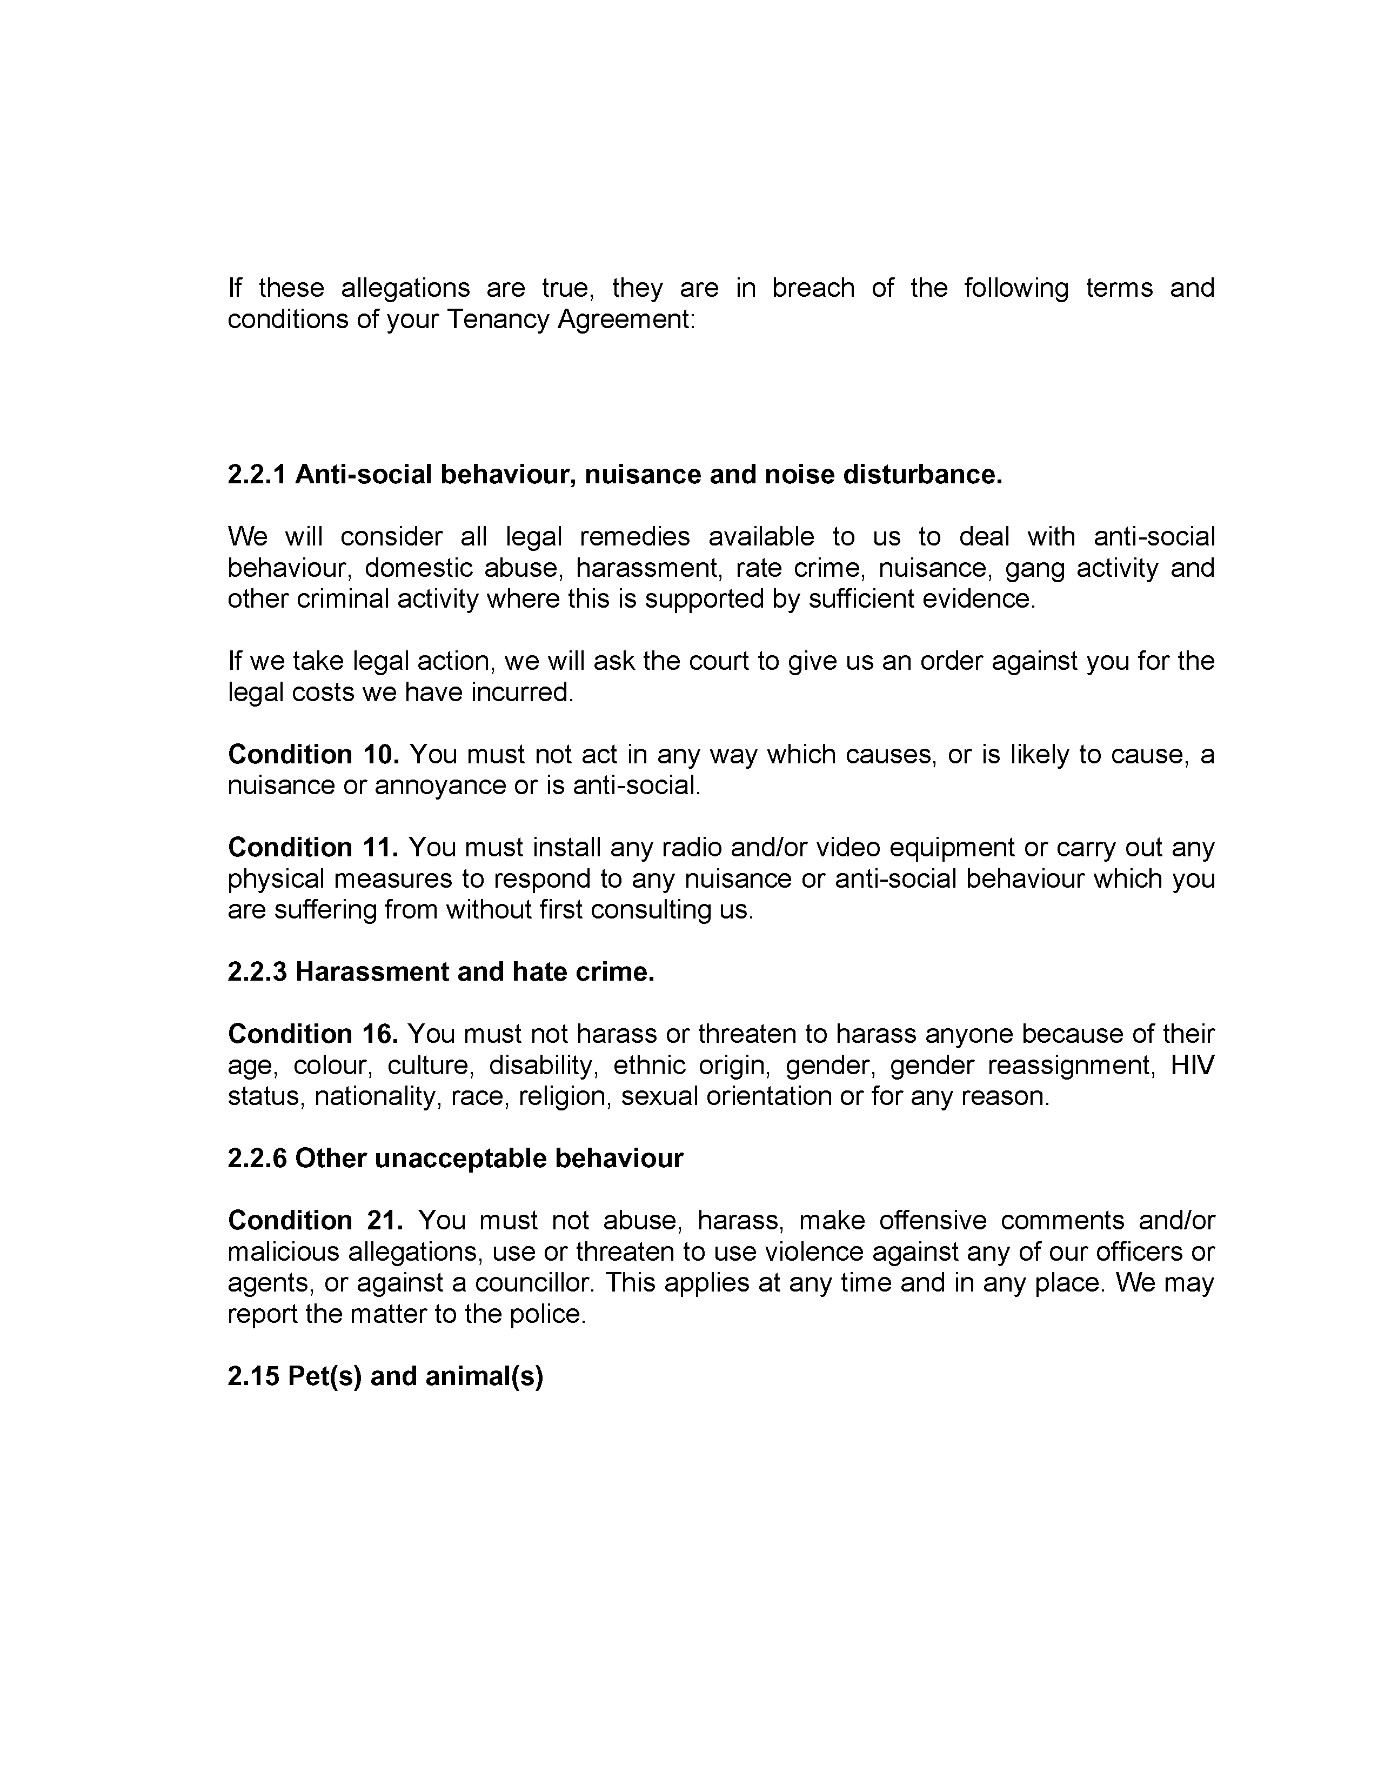 If these allegations are true, they are in breach of the following terms and
conditions of your Tenancy Agreement:
2.2.1 Anti-social behaviour, nuisance and noise disturbance.
We will consider all legal remedies available to us to deal with anti-social
behaviour, domestic abuse, harassment, rate crime, nuisance, gang activity and
other criminal activity where this is supported by sufficient evidence.
If we take legal action, we will ask the court to give us an order against you for the
legal costs we have incurred.
Condition 10. You must not act in any way which causes, or is likely to cause, a
nuisance or annoyance or is anti-social.
Condition 11. You must install any radio and/or video equipment or carry out any
physical measures to respond to any nuisance or anti-social behaviour which you
are suffering from without first consulting us.
2.2.3 Harassment and hate crime.
Condition 16. You must not harass or threaten to harass anyone because of their
age, colour, culture, disability, ethnic origin, gender, gender reassignment, HIV
status, nationality, race, religion, sexual orientation or for any reason.
2.2.6 Other unacceptable behaviour
Condition 21. You must not abuse, harass, make offensive comments and/or
malicious allegations, use or threaten to use violence against any of our officers or
agents, or against a councillor. This applies at any time and in any place. We may
report the matter to the police.
2.15 Pet(s) and animal(s)